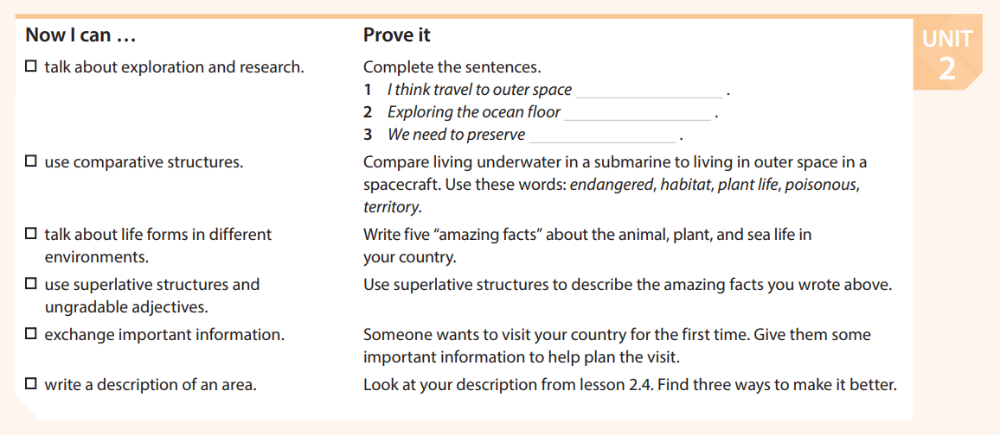 Now I can …
Prove it
UNIT
2
☐ talk about exploration and research.
Complete the sentences.
1 I think travel to outer space ____________ .
2 Exploring the ocean floor ____________ .
3 We need to preserve ____________ .
☐ use comparative structures.
Compare living underwater in a submarine to living in outer space in a
spacecraft. Use these words: endangered, habitat, plant life, poisonous,
territory.
☐ talk about life forms in different
environments.
Write five “amazing facts” about the animal, plant, and sea life in
your country.
☐ use superlative structures and
ungradable adjectives.
Use superlative structures to describe the amazing facts you wrote above.
☐ exchange important information.
Someone wants to visit your country for the first time. Give them some
important information to help plan the visit.
☐ write a description of an area.
Look at your description from lesson 2.4. Find three ways to make it better.